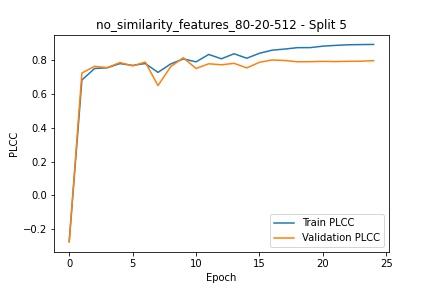 no_similarity_features_80-20-512 - Split 5
PLCC
0.8
0.6
0.4
0.2
0.0
−0.2
Train PLCC
Validation PLCC
0 5 10 15 20 25
Epoch